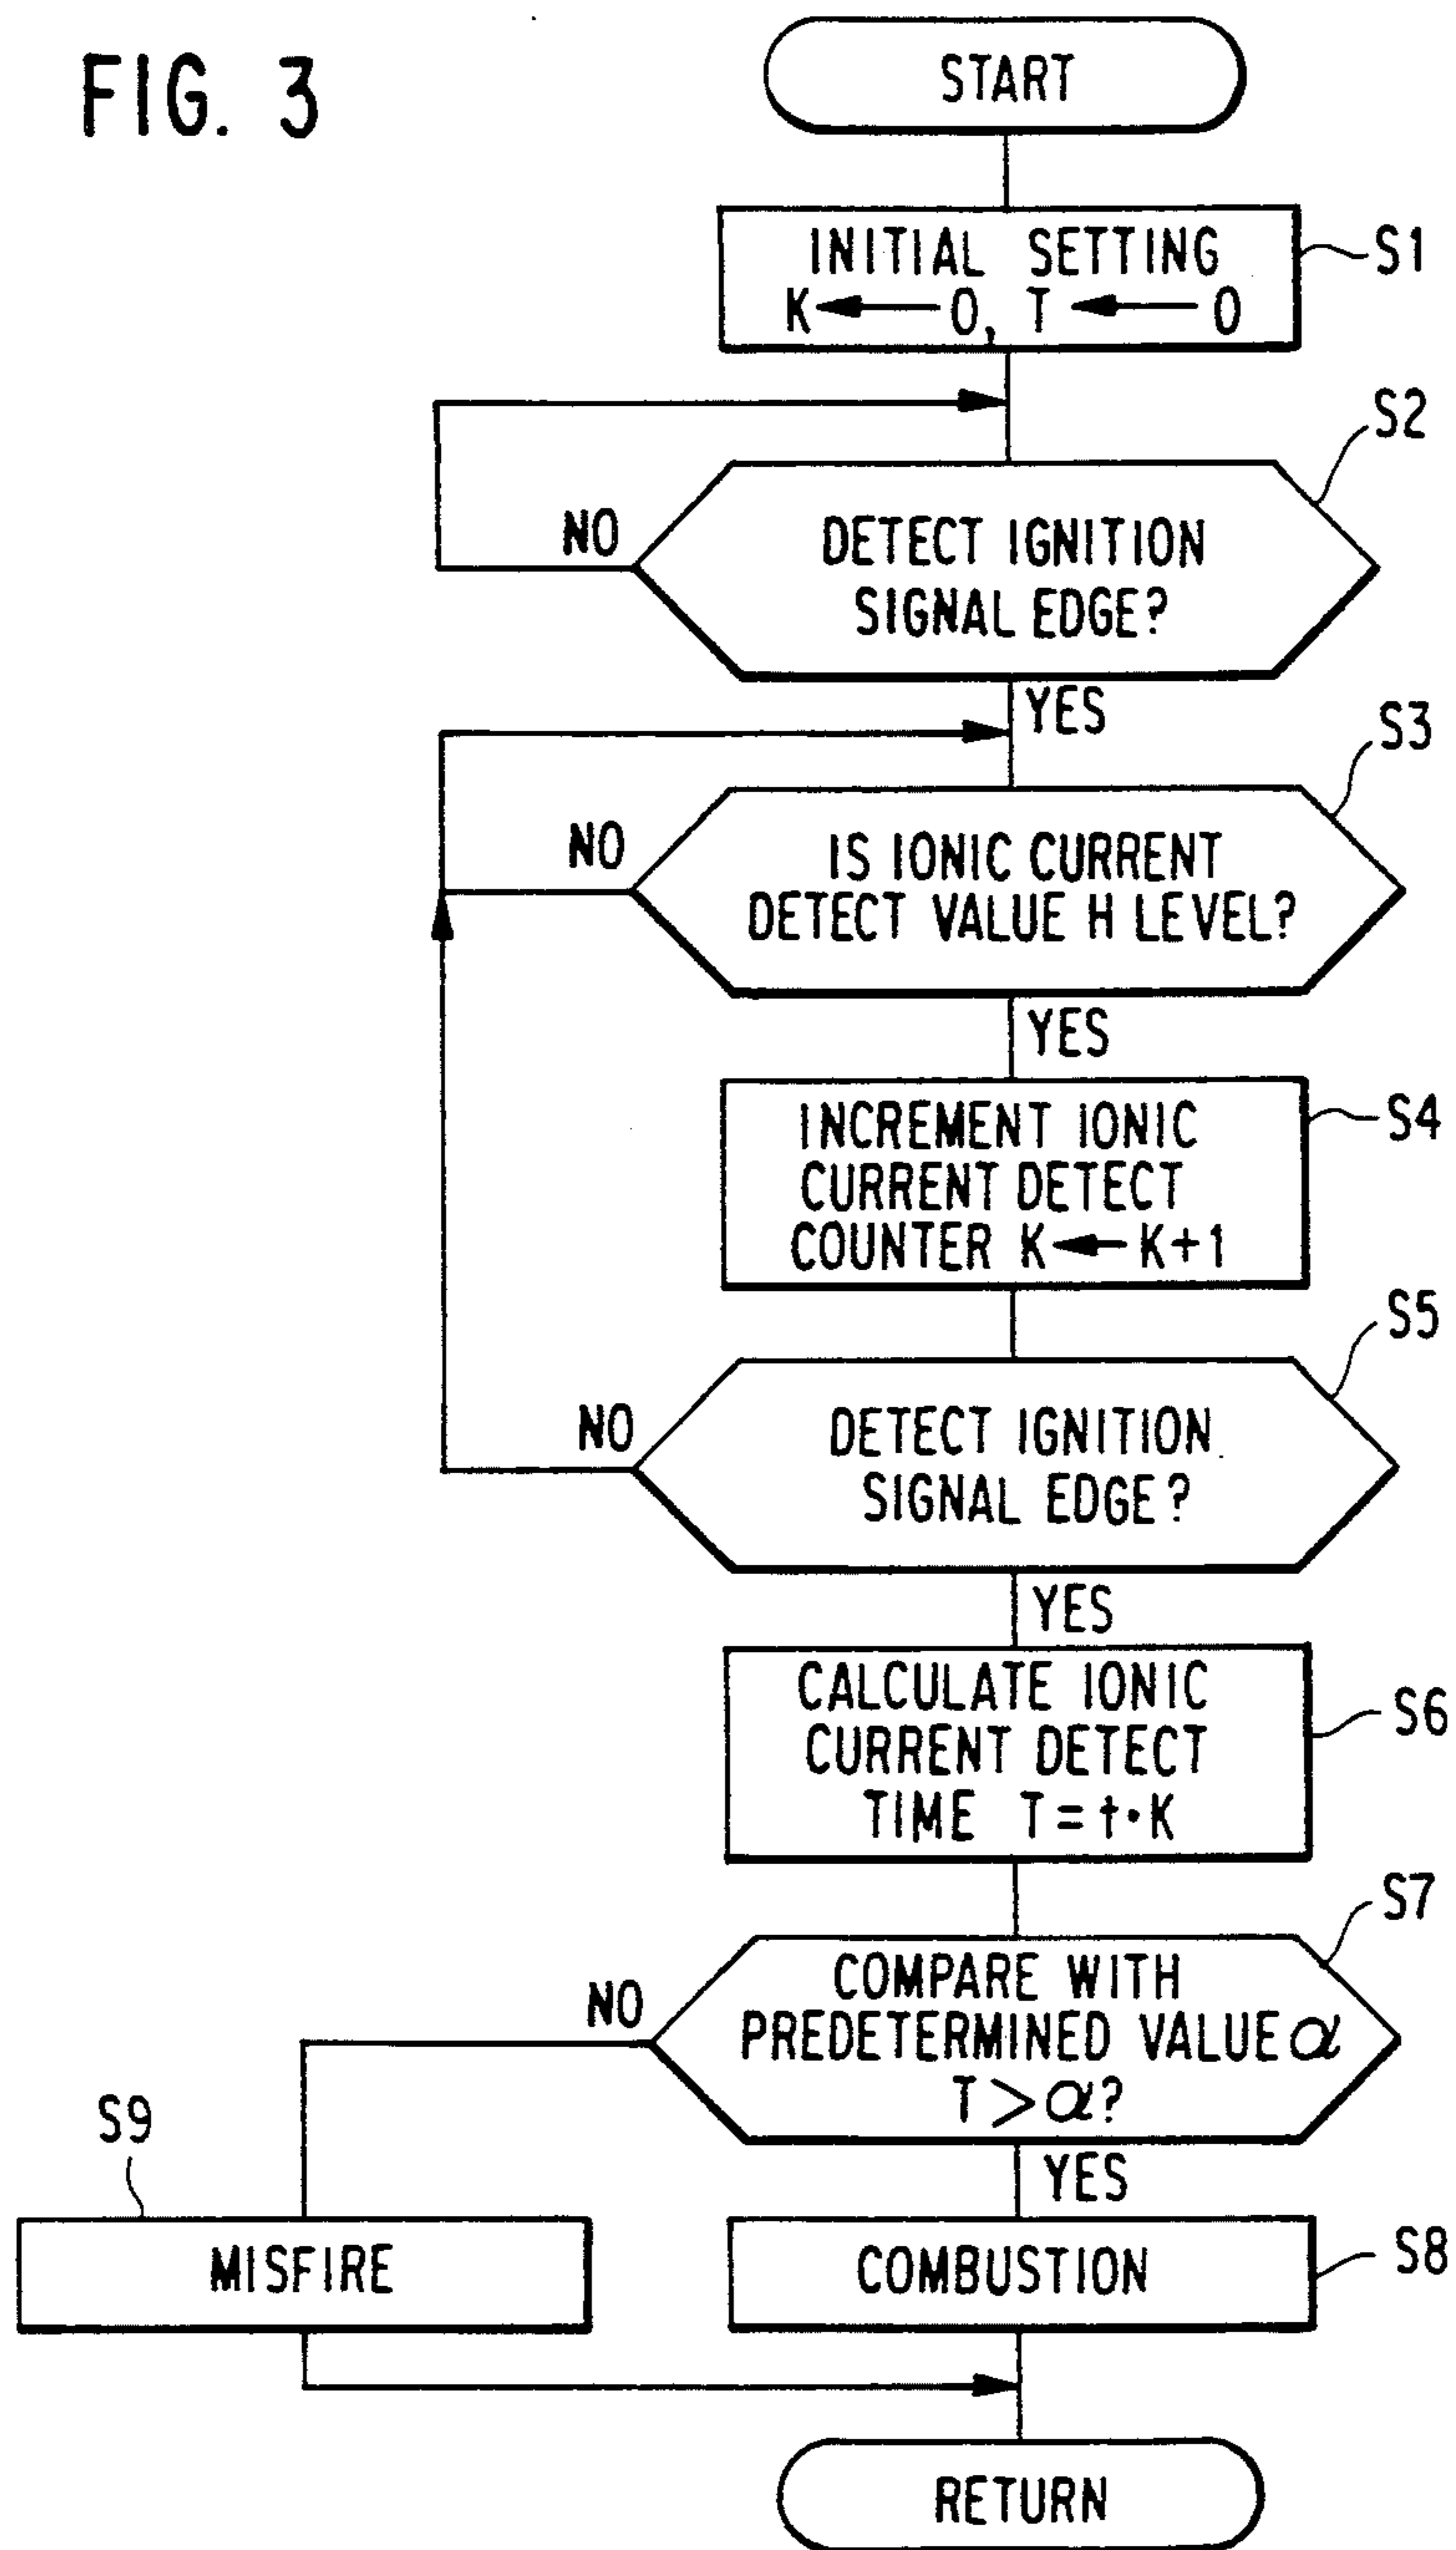 FIG. 3
START
INITIAL SETTING
K ← 0, T ← 0
S1
S2
NO
DETECT IGNITION
SIGNAL EDGE?
YES
S3
NO
IS IONIC CURRENT
DETECT VALUE H LEVEL?
YES
INCREMENT IONIC
CURRENT DETECT
COUNTER K ← K+1
S4
S5
NO
DETECT IGNITION
SIGNAL EDGE?
YES
CALCULATE IONIC
CURRENT DETECT
TIME T = t·K
S6
S7
NO
COMPARE WITH
PREDETERMINED VALUE α
T > α?
YES
S9
MISFIRE
COMBUSTION
S8
RETURN